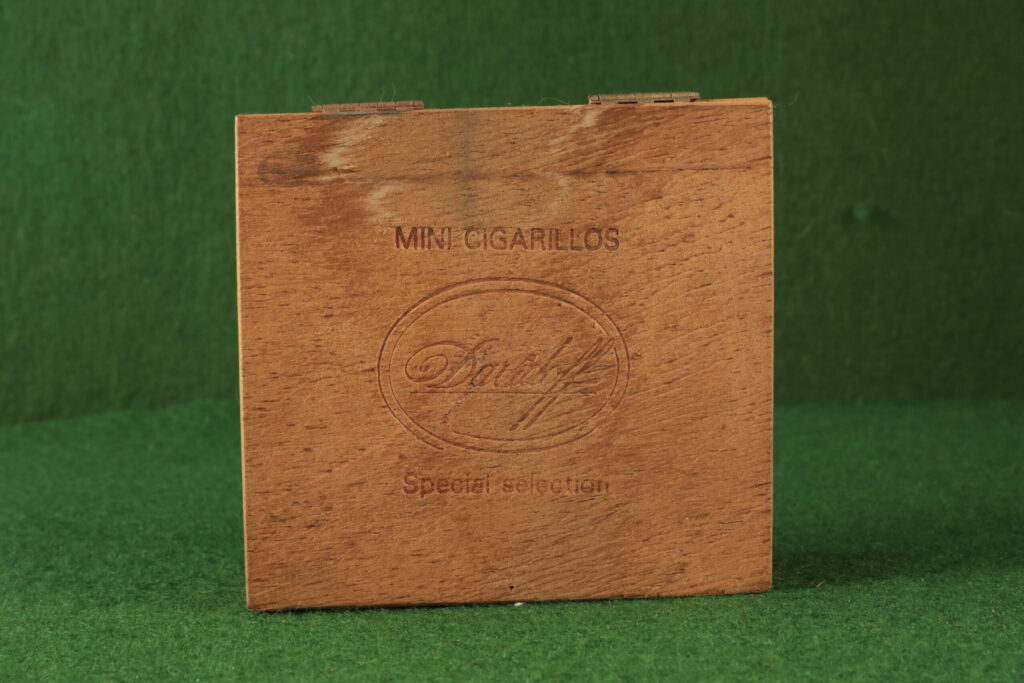 MINI CIGARILLOS
Davidoff
Special selection